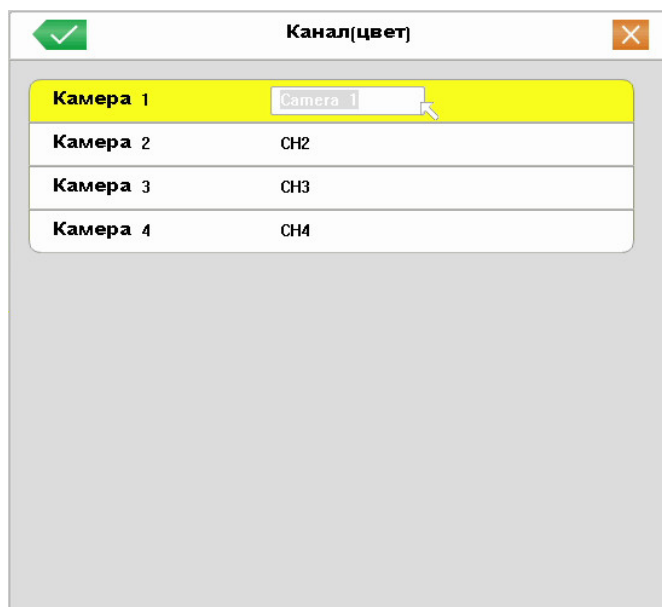 Канал(цвет)
Камера 1 Camera 1
Камера 2 CH2
Камера 3 CH3
Камера 4 CH4